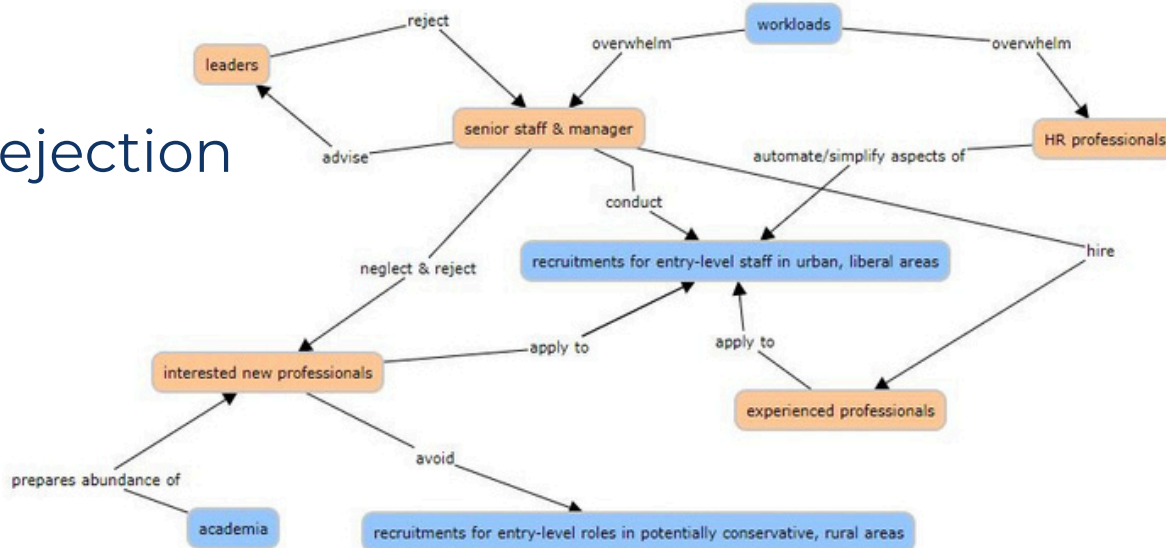 reject
workloads
overwhelm
overwhelm
leaders
senior staff & manager
HR professionals
ejection
advise
automate/simplify aspects of
conduct
hire
recruitments for entry-level staff in urban, liberal areas
neglect & reject
apply to
apply to
interested new professionals
experienced professionals
avoid
prepares abundance of
academia
recruitments for entry-level roles in potentially conservative, rural areas